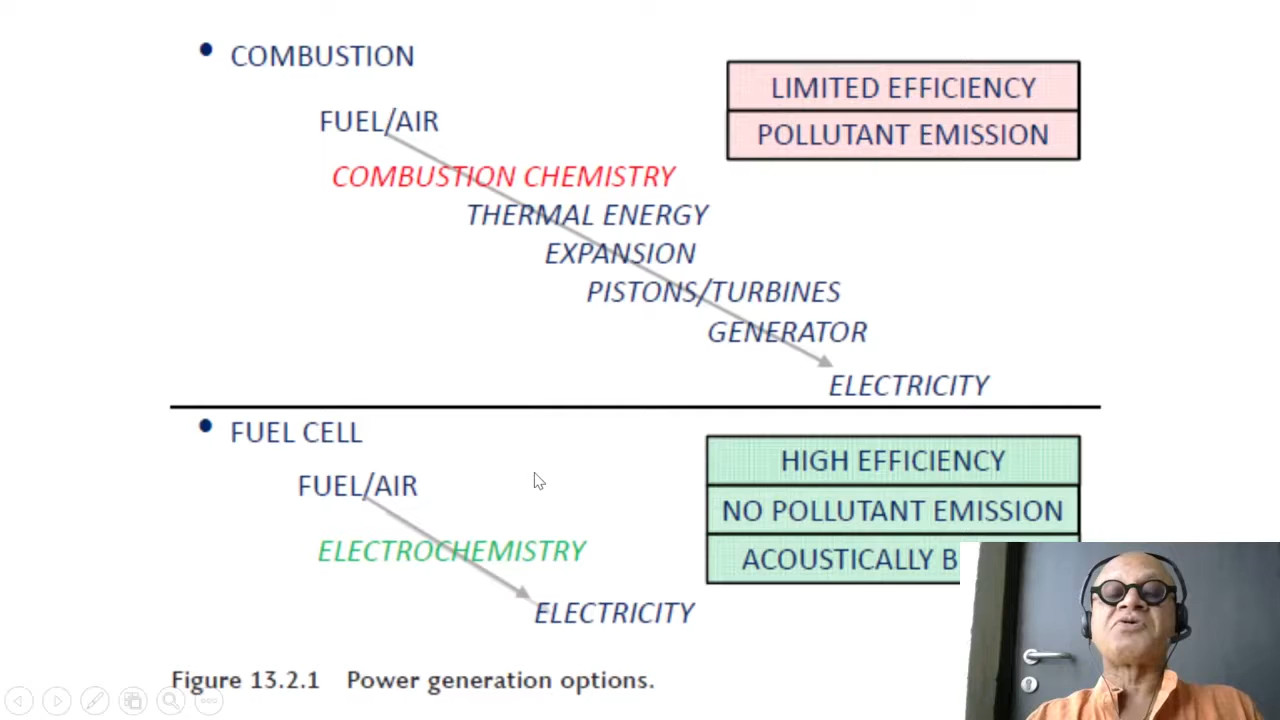 • COMBUSTION
FUEL/AIR
COMBUSTION CHEMISTRY
THERMAL ENERGY
EXPANSION
PISTONS/TURBINES
GENERATOR
ELECTRICITY
LIMITED EFFICIENCY
POLLUTANT EMISSION
• FUEL CELL
FUEL/AIR
ELECTROCHEMISTRY
ELECTRICITY
HIGH EFFICIENCY
NO POLLUTANT EMISSION
ACOUSTICALLY
Figure 13.2.1 Power generation options.